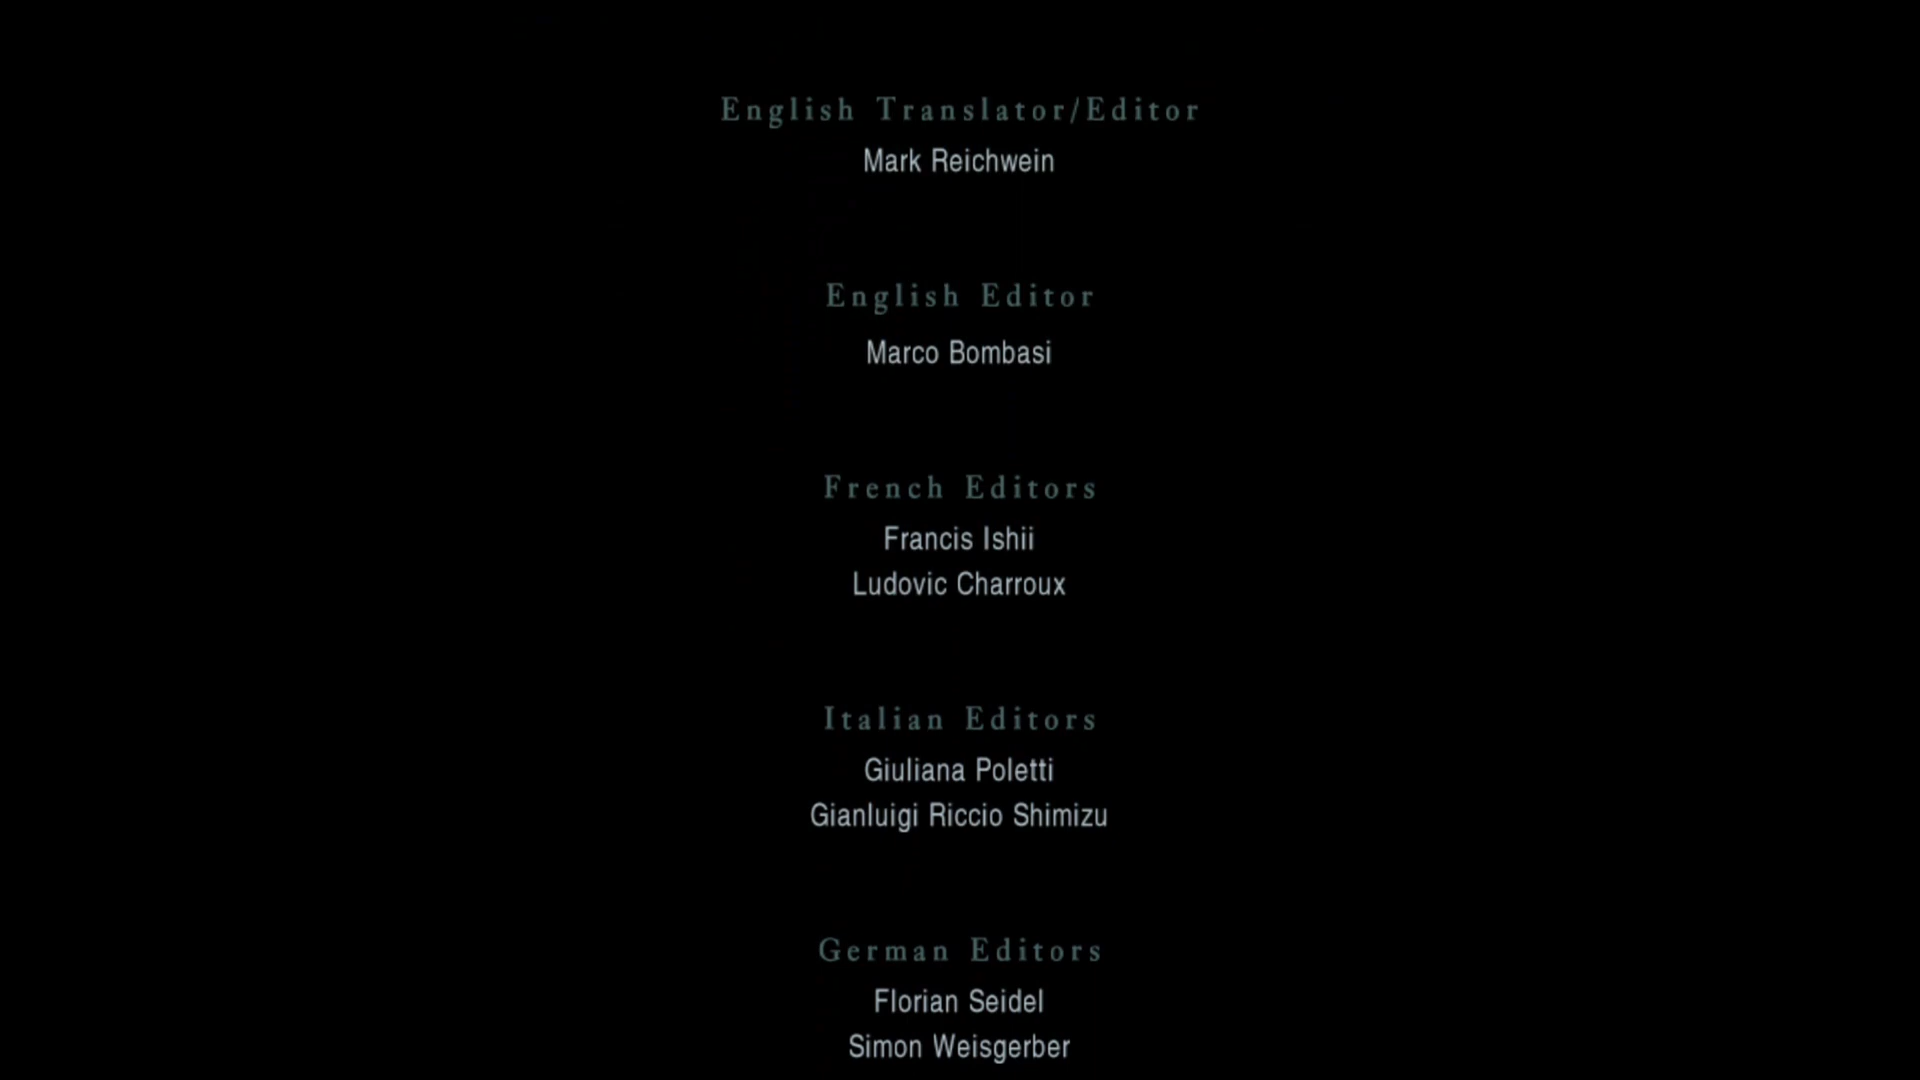 English Translator/Editor
Mark Reichwein
English Editor
Marco Bombasi
French Editors
Francis Ishii
Ludovic Charroux
Italian Editors
Giuliana Poletti
Gianluigi Riccio Shimizu
German Editors
Florian Seidel
Simon Weisgerber